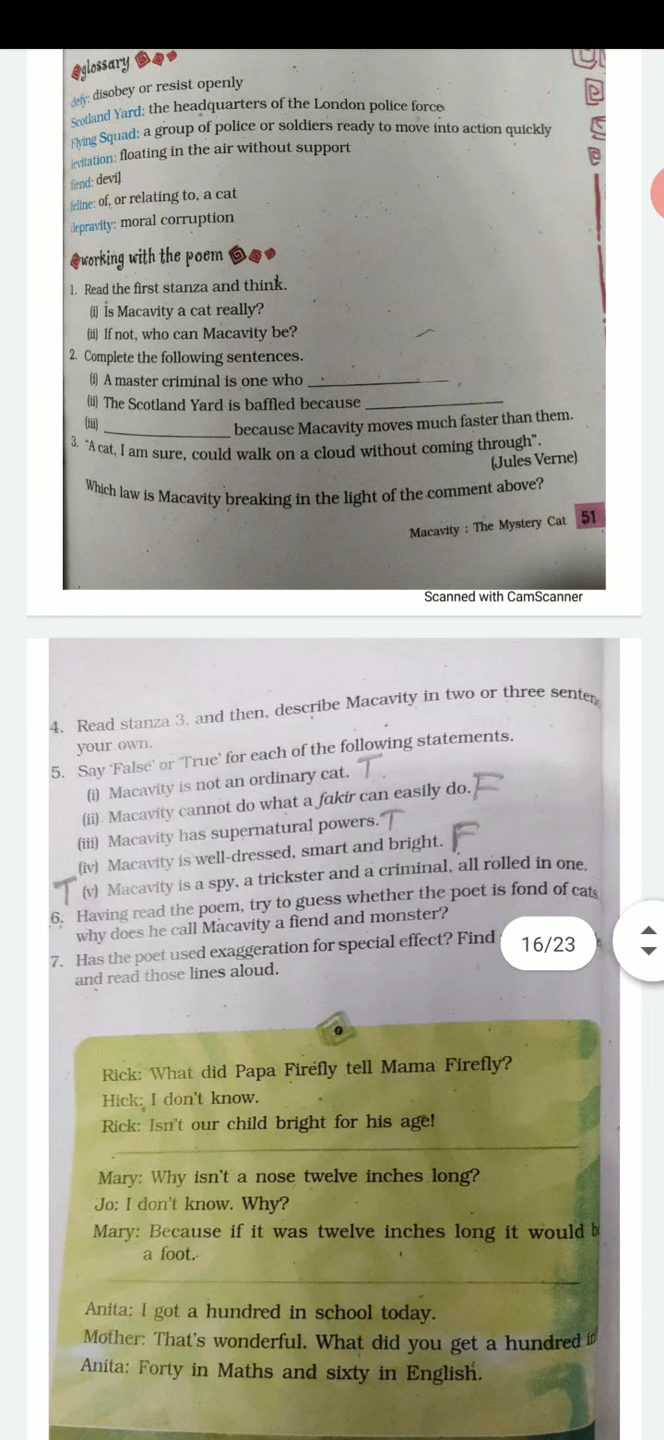 glossary
defy: disobey or resist openly
Scotland Yard: the headquarters of the London police force
Flying Squad: a group of police or soldiers ready to move into action quickly
levitation: floating in the air without support
fiend: devil
feline: of, or relating to, a cat
depravity: moral corruption
working with the poem
1. Read the first stanza and think.
(i) Is Macavity a cat really?
(ii) If not, who can Macavity be?
2. Complete the following sentences.
(i) A master criminal is one who ____________.
(ii) The Scotland Yard is baffled because ____________
(iii) ____________ because Macavity moves much faster than them.
3. "A cat, I am sure, could walk on a cloud without coming through".
(Jules Verne)
Which law is Macavity breaking in the light of the comment above?
Macavity : The Mystery Cat 51
Scanned with CamScanner
4. Read stanza 3, and then, describe Macavity in two or three senten
your own.
5. Say 'False' or 'True' for each of the following statements.
(i) Macavity is not an ordinary cat. T
(ii) Macavity cannot do what a fakir can easily do. F
(iii) Macavity has supernatural powers. T
(iv) Macavity is well-dressed, smart and bright. F
T (v) Macavity is a spy, a trickster and a criminal, all rolled in one.
6. Having read the poem, try to guess whether the poet is fond of cats
why does he call Macavity a fiend and monster?
7. Has the poet used exaggeration for special effect? Find
16/23
and read those lines aloud.
Rick: What did Papa Firefly tell Mama Firefly?
Hick: I don't know.
Rick: Isn't our child bright for his age!
Mary: Why isn't a nose twelve inches long?
Jo: I don't know. Why?
Mary: Because if it was twelve inches long it would b
a foot.
Anita: I got a hundred in school today.
Mother: That's wonderful. What did you get a hundred in
Anita: Forty in Maths and sixty in English.